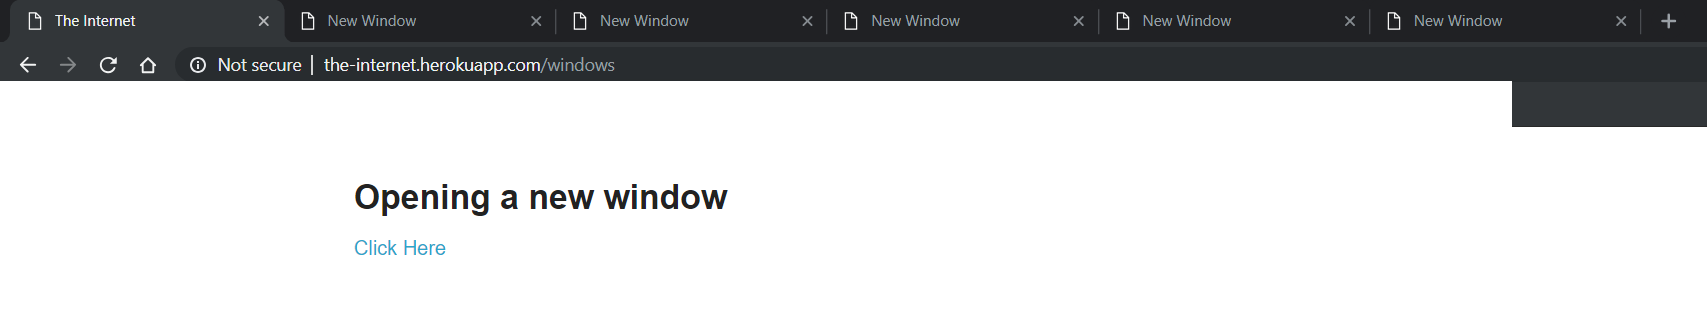 The Internet New Window New Window New Window New Window New Window
Not secure | the-internet.herokuapp.com/windows
Opening a new window
Click Here